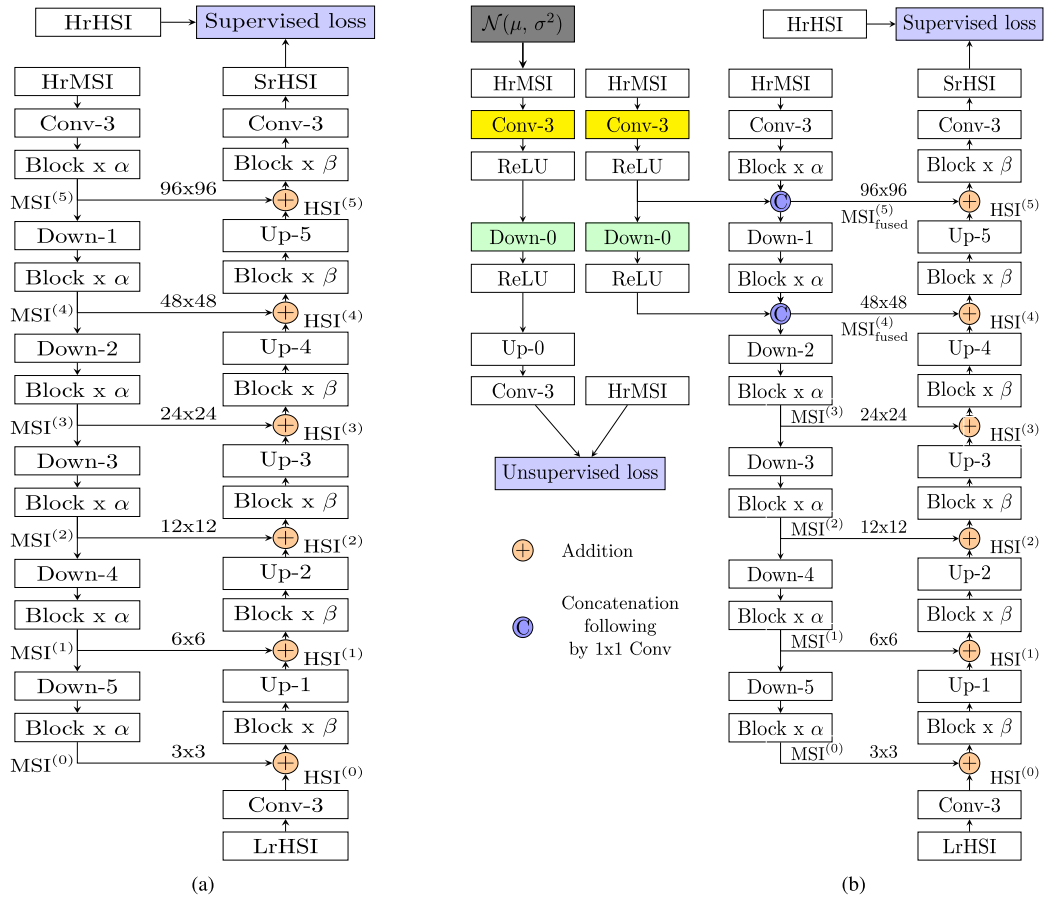 HrHSI
Supervised loss
HrMSI
SrHSI
Conv-3
Conv-3
Block x α
Block x β
MSI(5)
96x96
HSI(5)
Down-1
Up-5
Block x α
Block x β
MSI(4)
48x48
HSI(4)
Down-2
Up-4
Block x α
Block x β
MSI(3)
24x24
HSI(3)
Down-3
Up-3
Block x α
Block x β
MSI(2)
12x12
HSI(2)
Down-4
Up-2
Block x α
Block x β
MSI(1)
6x6
HSI(1)
Down-5
Up-1
Block x α
Block x β
MSI(0)
3x3
HSI(0)
Conv-3
LrHSI
(a)
N(μ, σ²)
HrMSI
HrMSI
Conv-3
Conv-3
ReLU
ReLU
Down-0
Down-0
ReLU
ReLU
Up-0
Conv-3
HrMSI
Unsupervised loss
+
Addition
C
Concatenation
following
by 1x1 Conv
HrHSI
Supervised loss
HrMSI
SrHSI
Conv-3
Conv-3
Block x α
Block x β
C
96x96
MSI(5)fused
HSI(5)
Down-1
Up-5
Block x α
Block x β
C
48x48
MSI(4)fused
HSI(4)
Down-2
Up-4
Block x α
Block x β
MSI(3)
24x24
HSI(3)
Down-3
Up-3
Block x α
Block x β
MSI(2)
12x12
HSI(2)
Down-4
Up-2
Block x α
Block x β
MSI(1)
6x6
HSI(1)
Down-5
Up-1
Block x α
Block x β
MSI(0)
3x3
HSI(0)
Conv-3
LrHSI
(b)